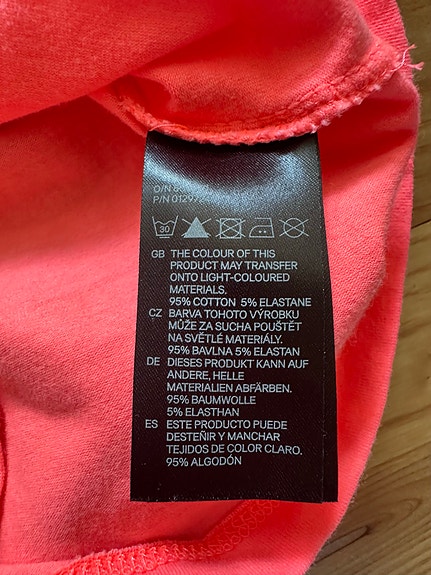 O/N
P/N 01297
30
GB THE COLOUR OF THIS
PRODUCT MAY TRANSFER
ONTO LIGHT-COLOURED
MATERIALS.
95% COTTON 5% ELASTANE
CZ BARVA TOHOTO VÝROBKU
MŮŽE ZA SUCHA POUŠTĚT
NA SVĚTLÉ MATERIÁLY.
95% BAVLNA 5% ELASTAN
DE DIESES PRODUKT KANN AUF
ANDERE, HELLE
MATERIALIEN ABFÄRBEN.
95% BAUMWOLLE
5% ELASTHAN
ES ESTE PRODUCTO PUEDE
DESTEÑIR Y MANCHAR
TEJIDOS DE COLOR CLARO.
95% ALGODÓN